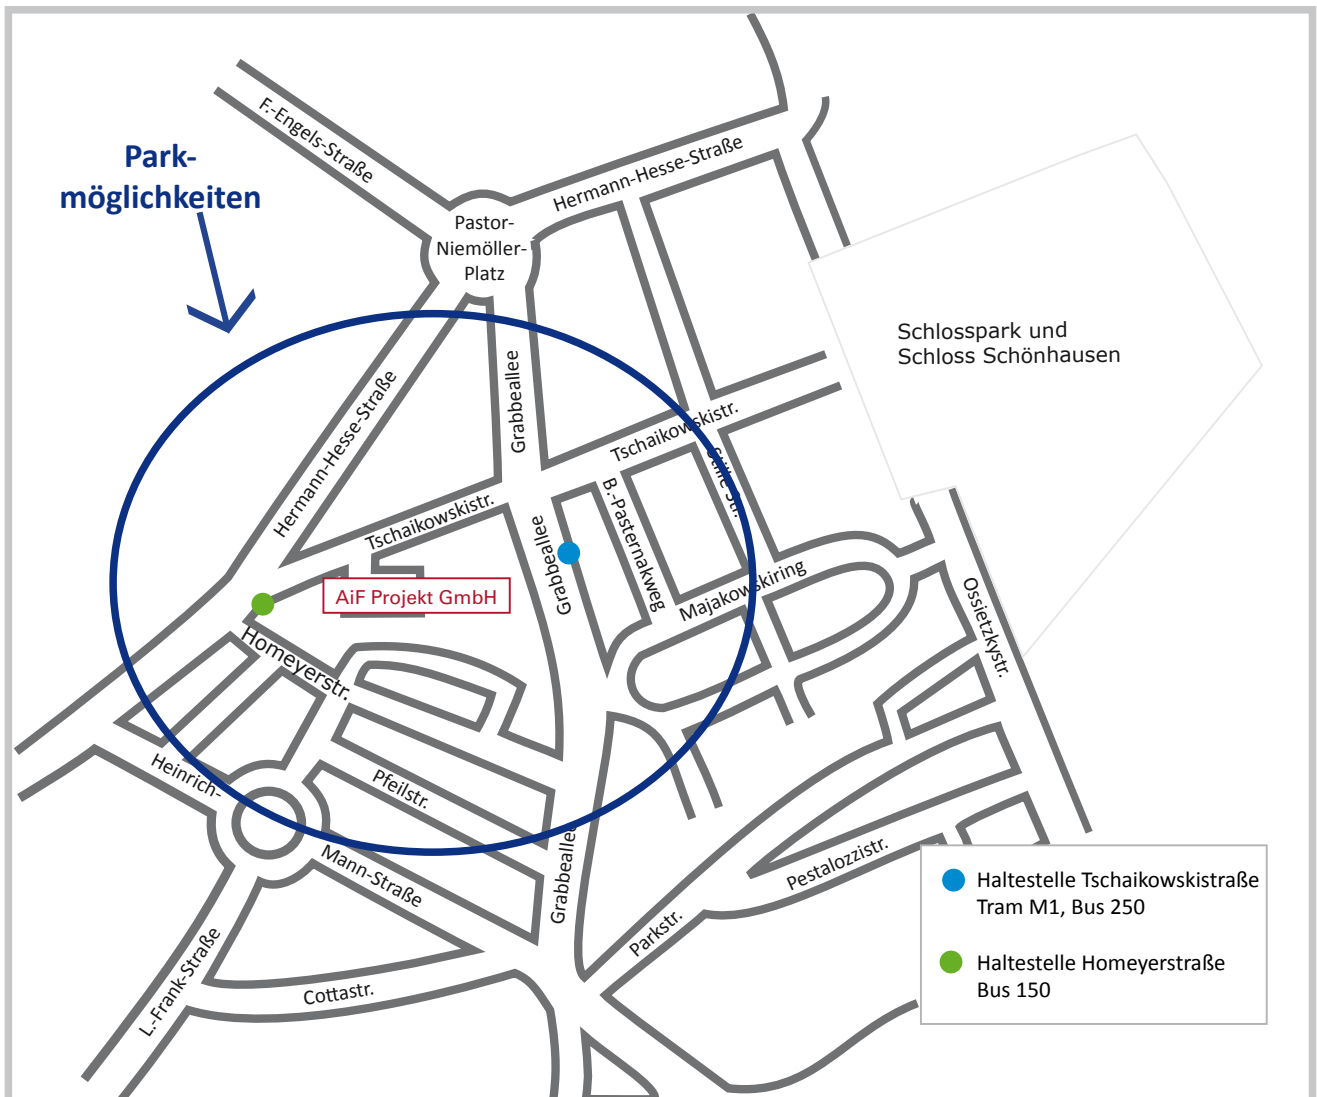 F.-Engels-Straße
Park-
möglichkeiten
Hermann-Hesse-Straße
Pastor-
Niemöller-
Platz
Schlosspark und
Schloss Schönhausen
Hermann-Hesse-Straße
Grabbeallee
Tschaikowskistr.
Stille Str.
Tschaikowskistr.
B.-Pasternakweg
Grabbeallee
Majakowskiring
AiF Projekt GmbH
Ossietzkystr.
Homeyerstr.
Heinrich-
Pfeilstr.
Mann-Straße
Grabbeallee
Pestalozzistr.
Parkstr.
L.-Frank-Straße
Cottastr.
Haltestelle Tschaikowskistraße
Tram M1, Bus 250
Haltestelle Homeyerstraße
Bus 150